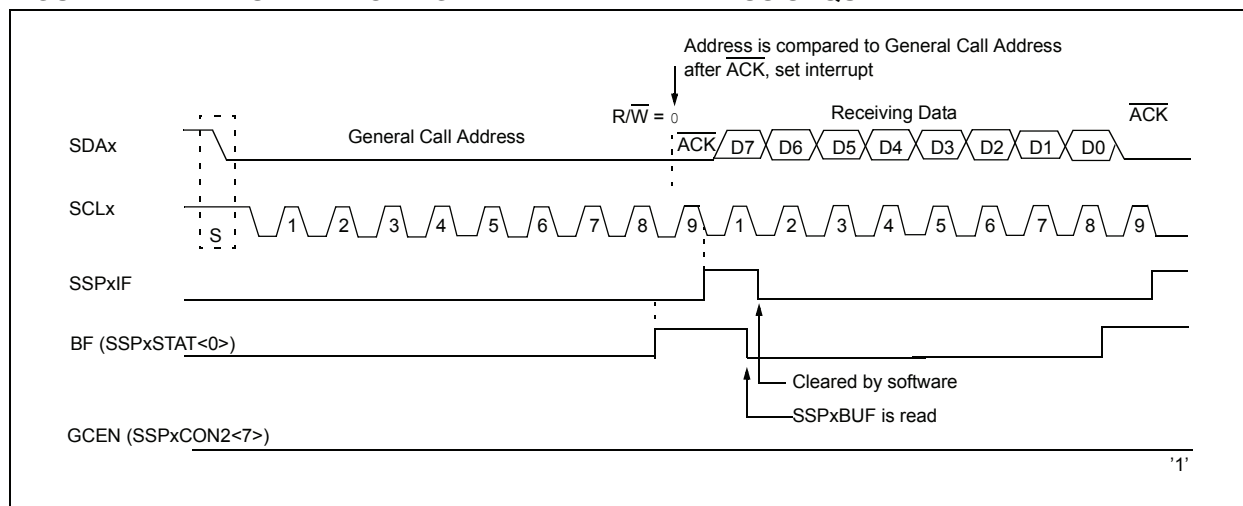 Address is compared to General Call Address
after ACK, set interrupt
R/W = 0
General Call Address
Receiving Data
ACK
SDAx
ACK
D7 D6 D5 D4 D3 D2 D1 D0
SCLx
S
1 2 3 4 5 6 7 8 9 1 2 3 4 5 6 7 8 9
SSPxIF
BF (SSPxSTAT<0>)
Cleared by software
SSPxBUF is read
GCEN (SSPxCON2<7>)
'1'